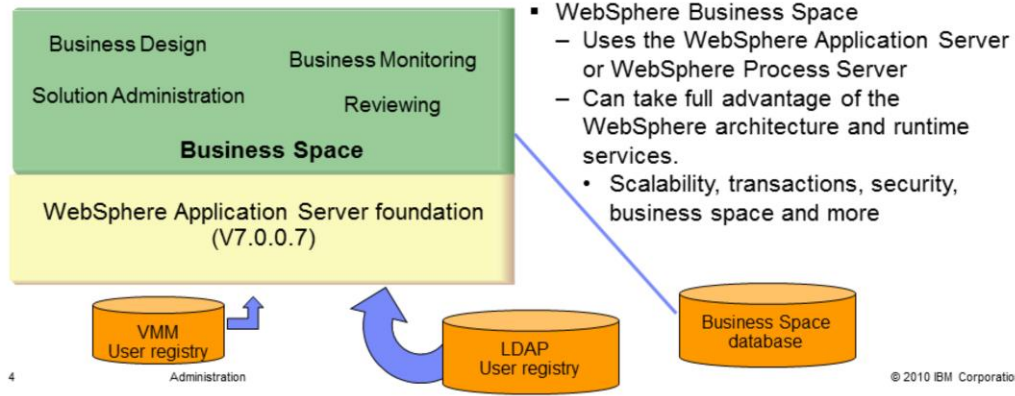 Business Design
Business Monitoring
Solution Administration
Reviewing
Business Space
WebSphere Application Server foundation
(V7.0.0.7)
▪ WebSphere Business Space
– Uses the WebSphere Application Server
or WebSphere Process Server
– Can take full advantage of the
WebSphere architecture and runtime
services.
• Scalability, transactions, security,
business space and more
VMM
User registry
LDAP
User registry
Business Space
database
4
Administration
© 2010 IBM Corporatio